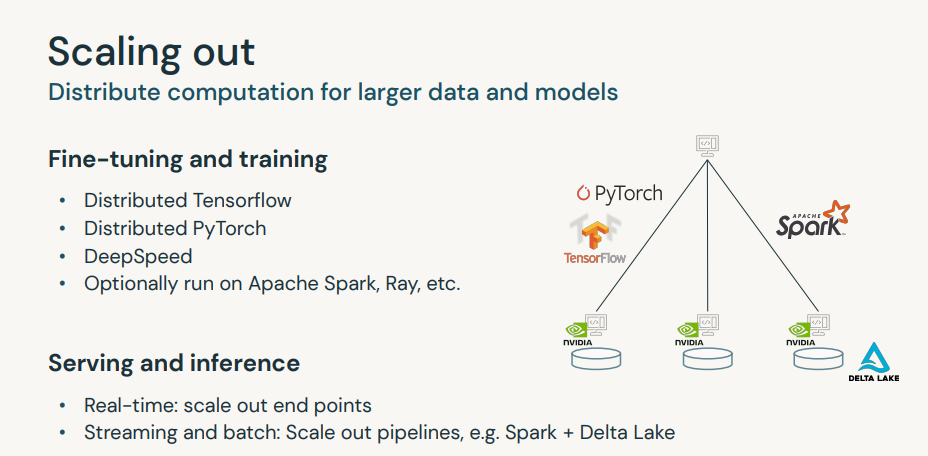 Scaling out
Distribute computation for larger data and models
Fine-tuning and training
• Distributed Tensorflow
• Distributed PyTorch
• DeepSpeed
• Optionally run on Apache Spark, Ray, etc.
Serving and inference
• Real-time: scale out end points
• Streaming and batch: Scale out pipelines, e.g. Spark + Delta Lake
PyTorch
TensorFlow
APACHE
Spark
NVIDIA
NVIDIA
NVIDIA
DELTA LAKE